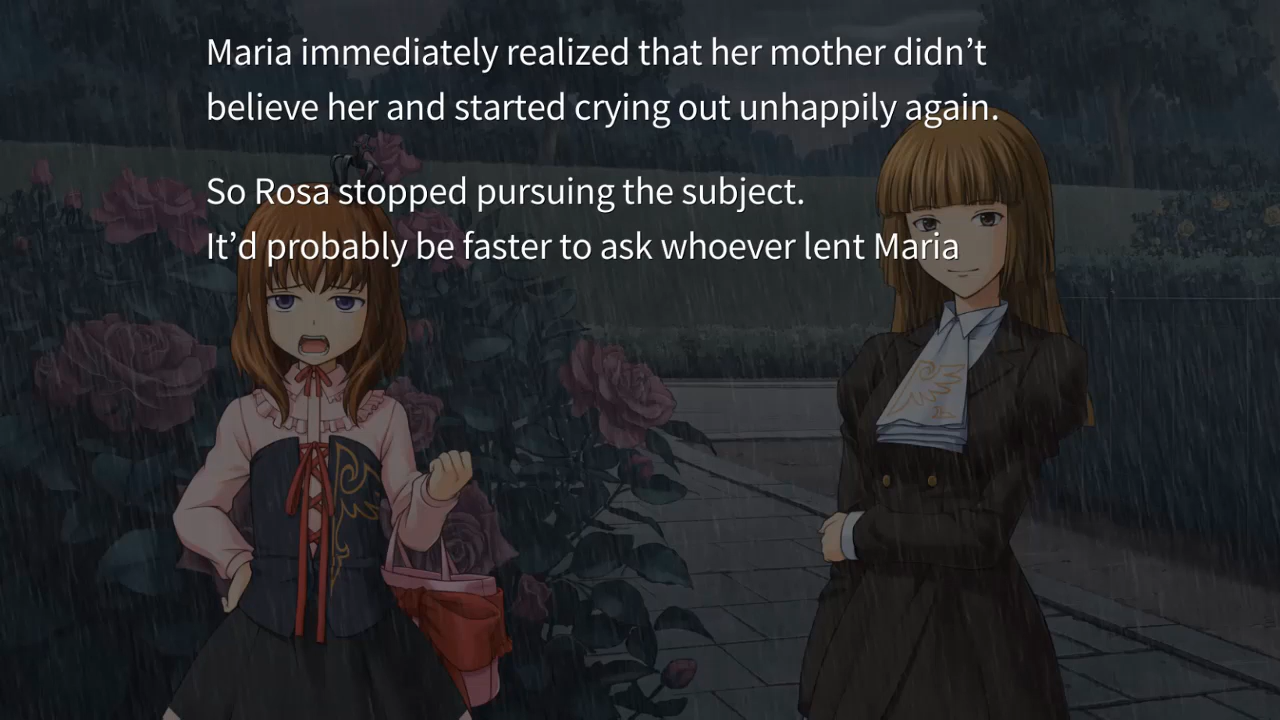 Maria immediately realized that her mother didn’t
believe her and started crying out unhappily again.
So Rosa stopped pursuing the subject.
It’d probably be faster to ask whoever lent Maria